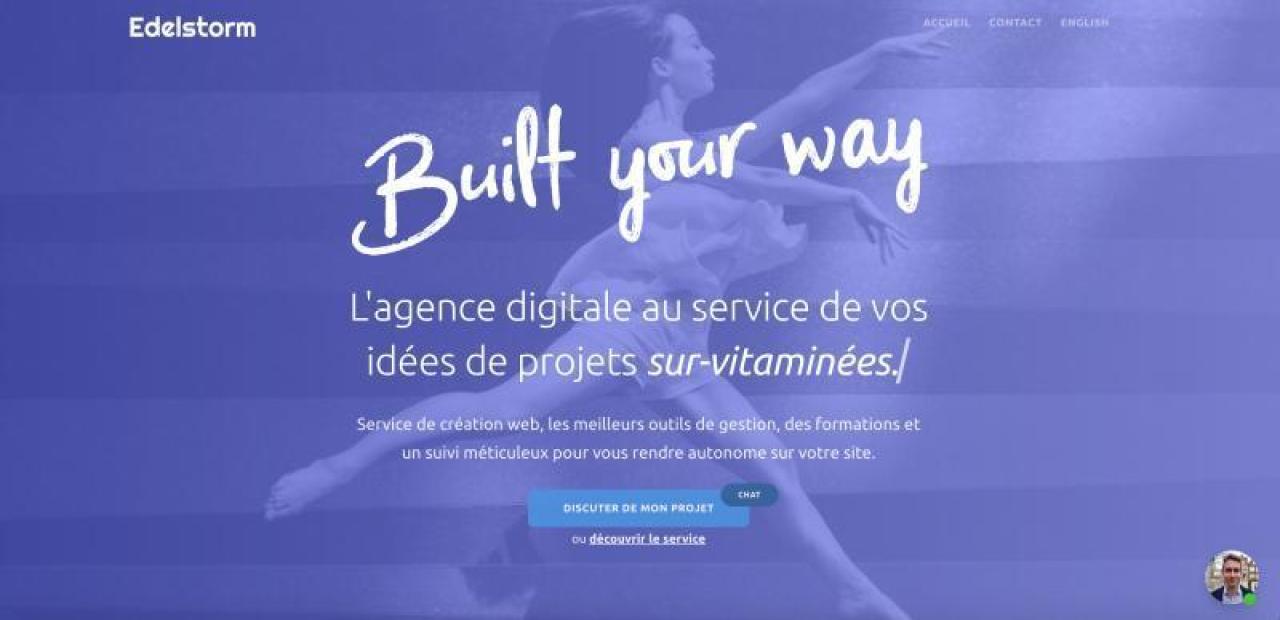 Edelstorm
ACCUEIL CONTACT ENGLISH
Built your way
L'agence digitale au service de vos
idées de projets sur-vitaminées./
Service de création web, les meilleurs outils de gestion, des formations et
un suivi méticuleux pour vous rendre autonome sur votre site.
CHAT
DISCUTER DE MON PROJET
ou découvrir le service